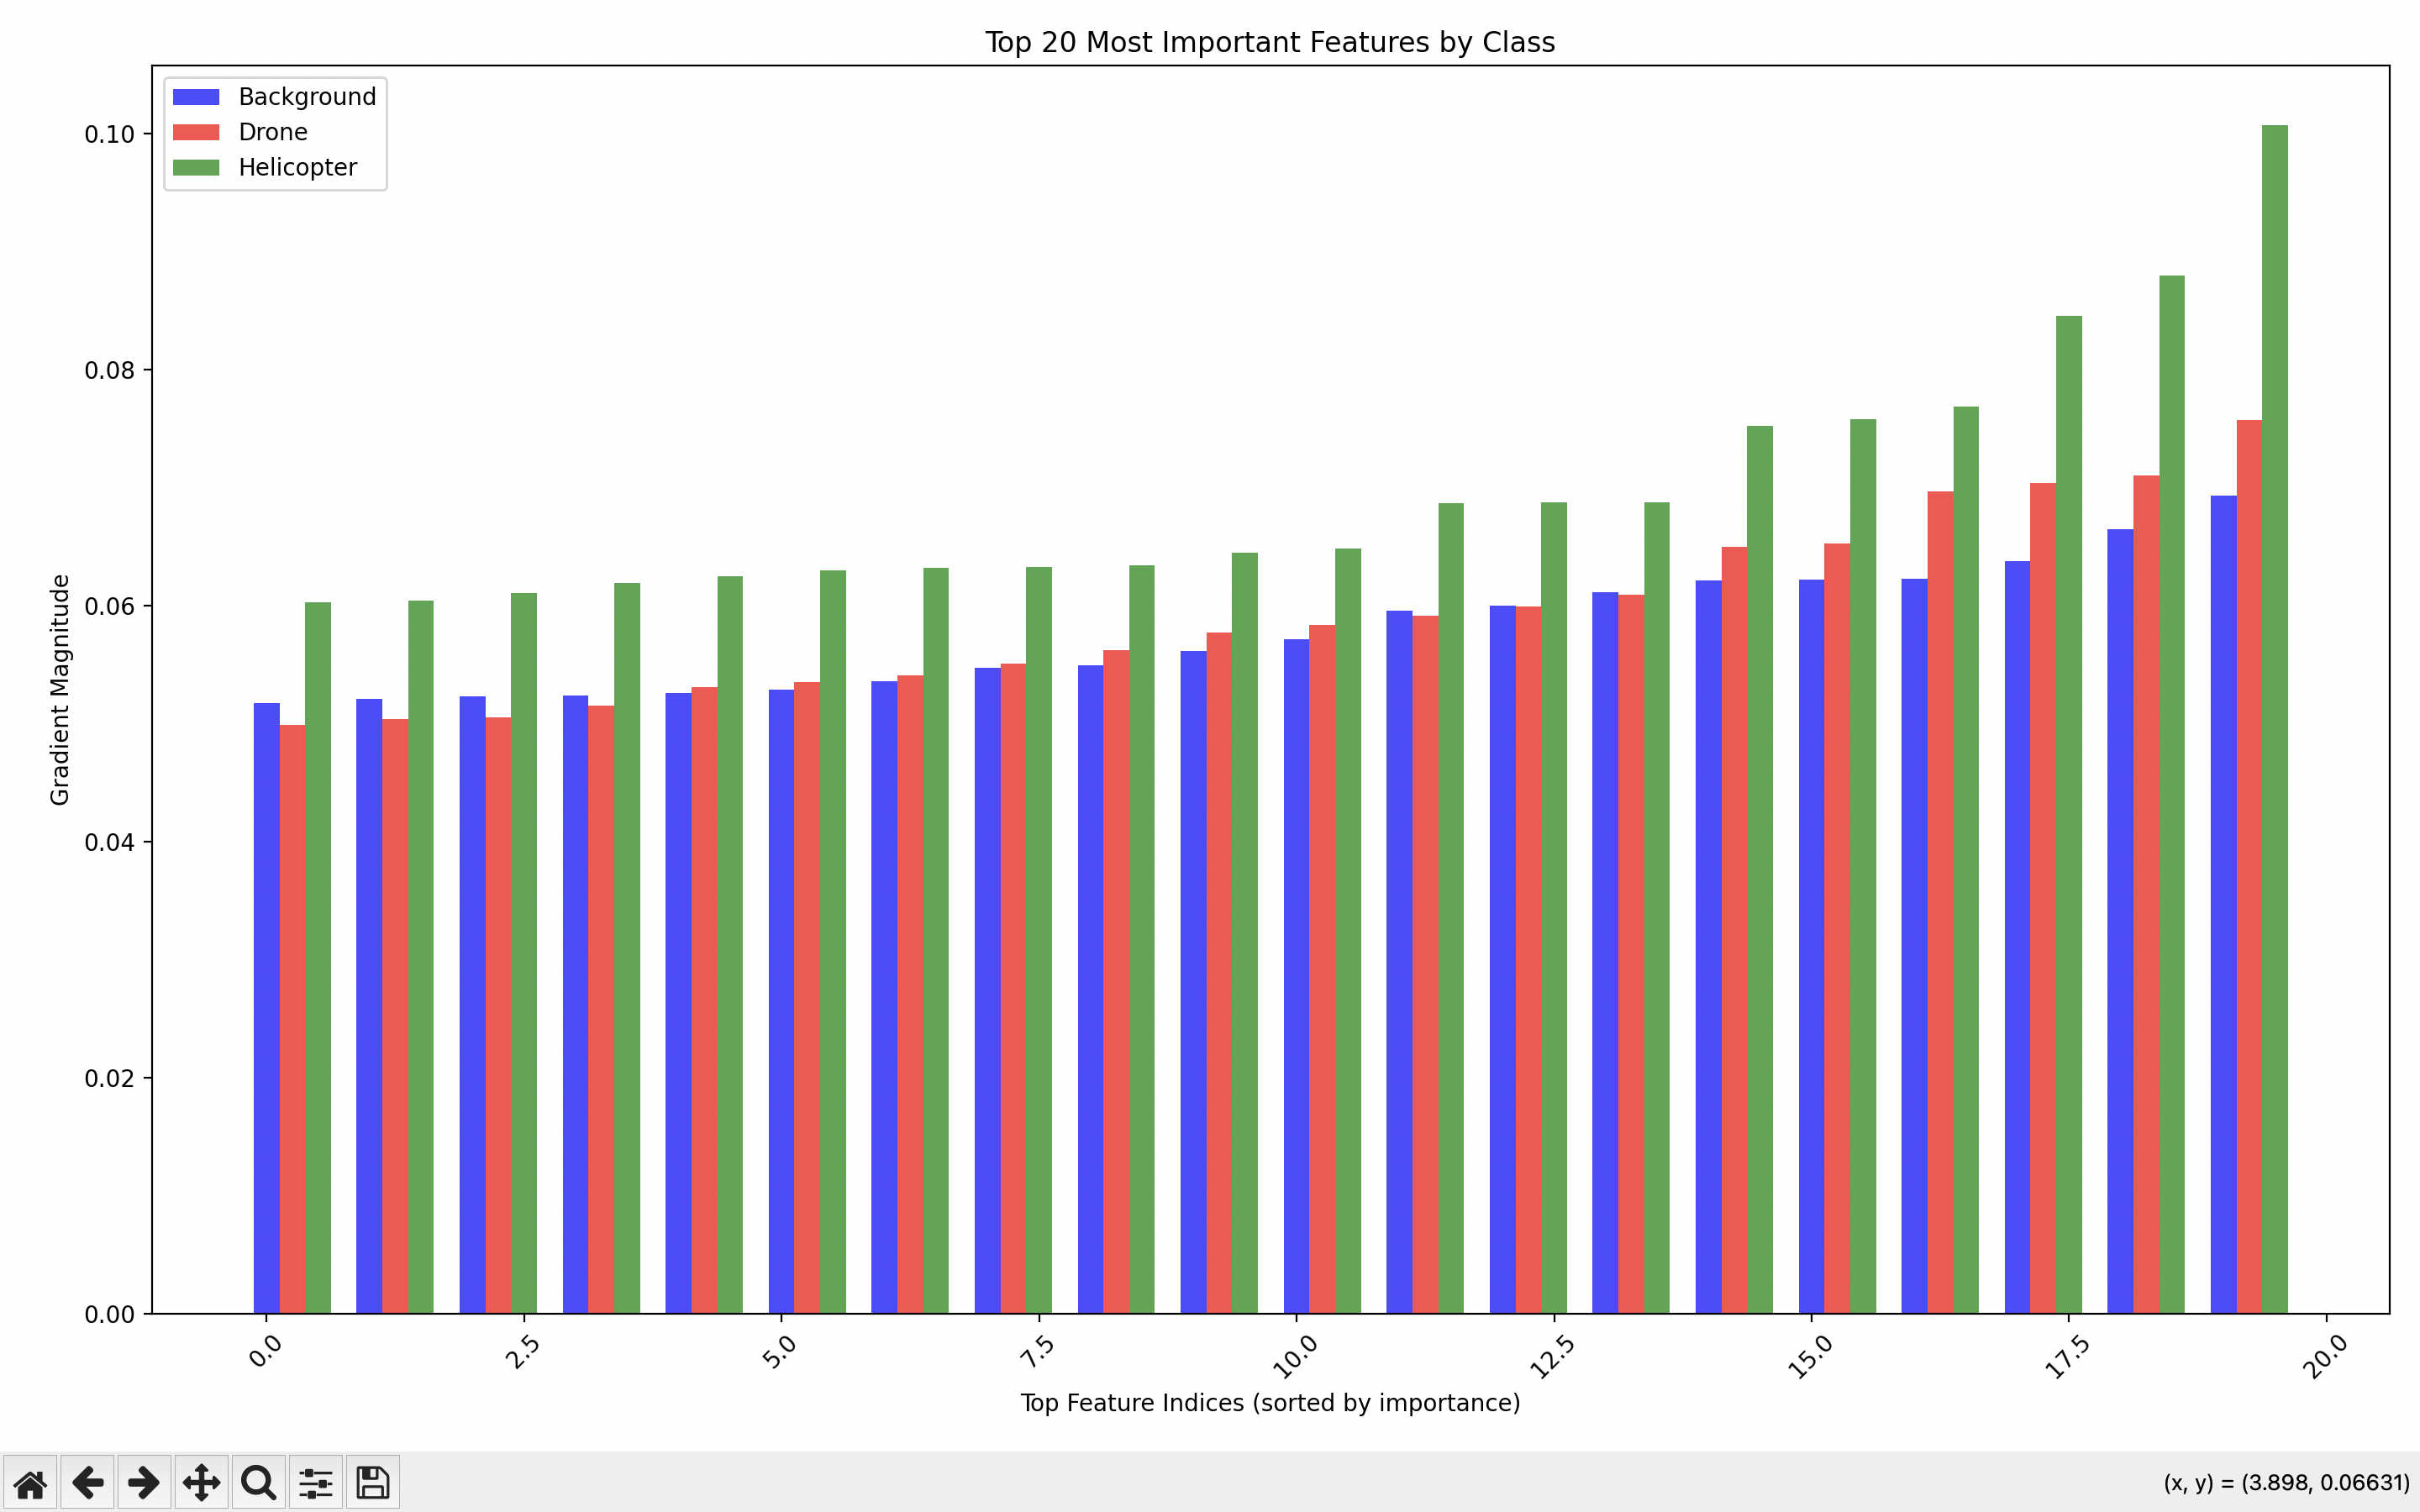 Top 20 Most Important Features by Class
Background
Drone
Helicopter
0.10
0.08
0.06
0.04
0.02
0.00
Gradient Magnitude
0.0
2.5
5.0
7.5
10.0
12.5
15.0
17.5
20.0
Top Feature Indices (sorted by importance)
(x, y) = (3.898, 0.06631)